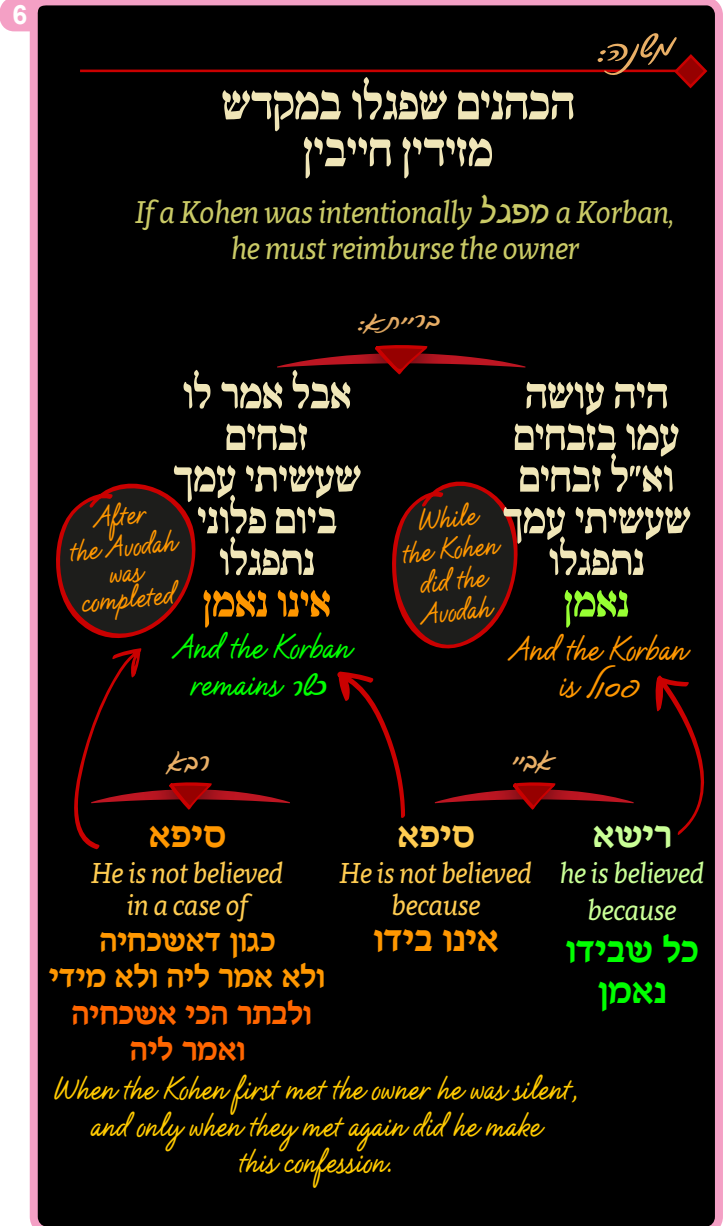 6
משנה:
הכהנים שפגלו במקדש
מזידין חייבין
If a Kohen was intentionally מפגל a Korban,
he must reimburse the owner
ברייתא:
היה עושה
עמו בזבחים
וא״ל זבחים
שעשיתי עמך
נתפגלו
נאמן
And the Korban
is פסול
While
the Kohen
did the
Avodah
אבל אמר לו
זבחים
שעשיתי עמך
ביום פלוני
נתפגלו
אינו נאמן
And the Korban
remains כשר
After
the Avodah
was
completed
אביי
רישא
he is believed
because
כל שבידו
נאמן
סיפא
He is not believed
because
אינו בידו
רבא
סיפא
He is not believed
in a case of
כגון דאשכחיה
ולא אמר ליה ולא מידי
ולבתר הכי אשכחיה
ואמר ליה
When the Kohen first met the owner he was silent,
and only when they met again did he make
this confession.